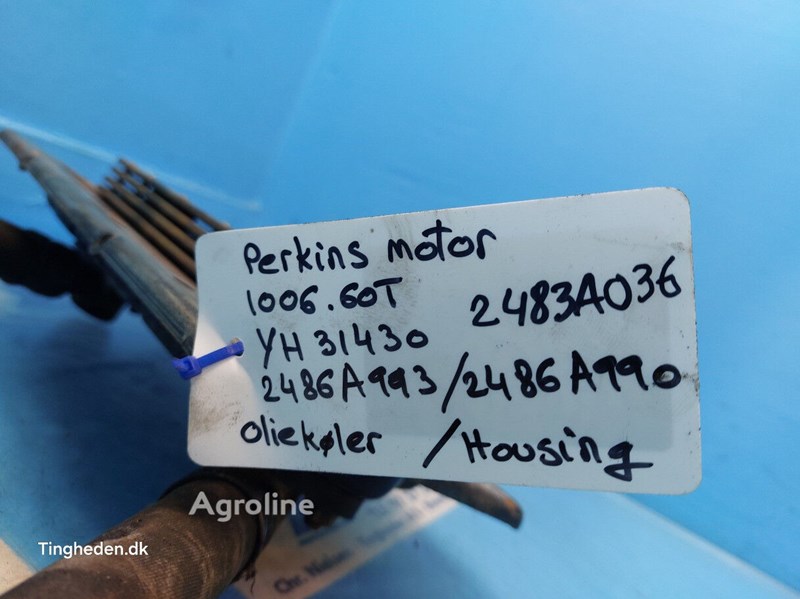 Perkins motor
1006.60T 2483A036
YH 31430
2486A993/2486A990
Oliekøler /Housing
Agroline
Tingheden.dk